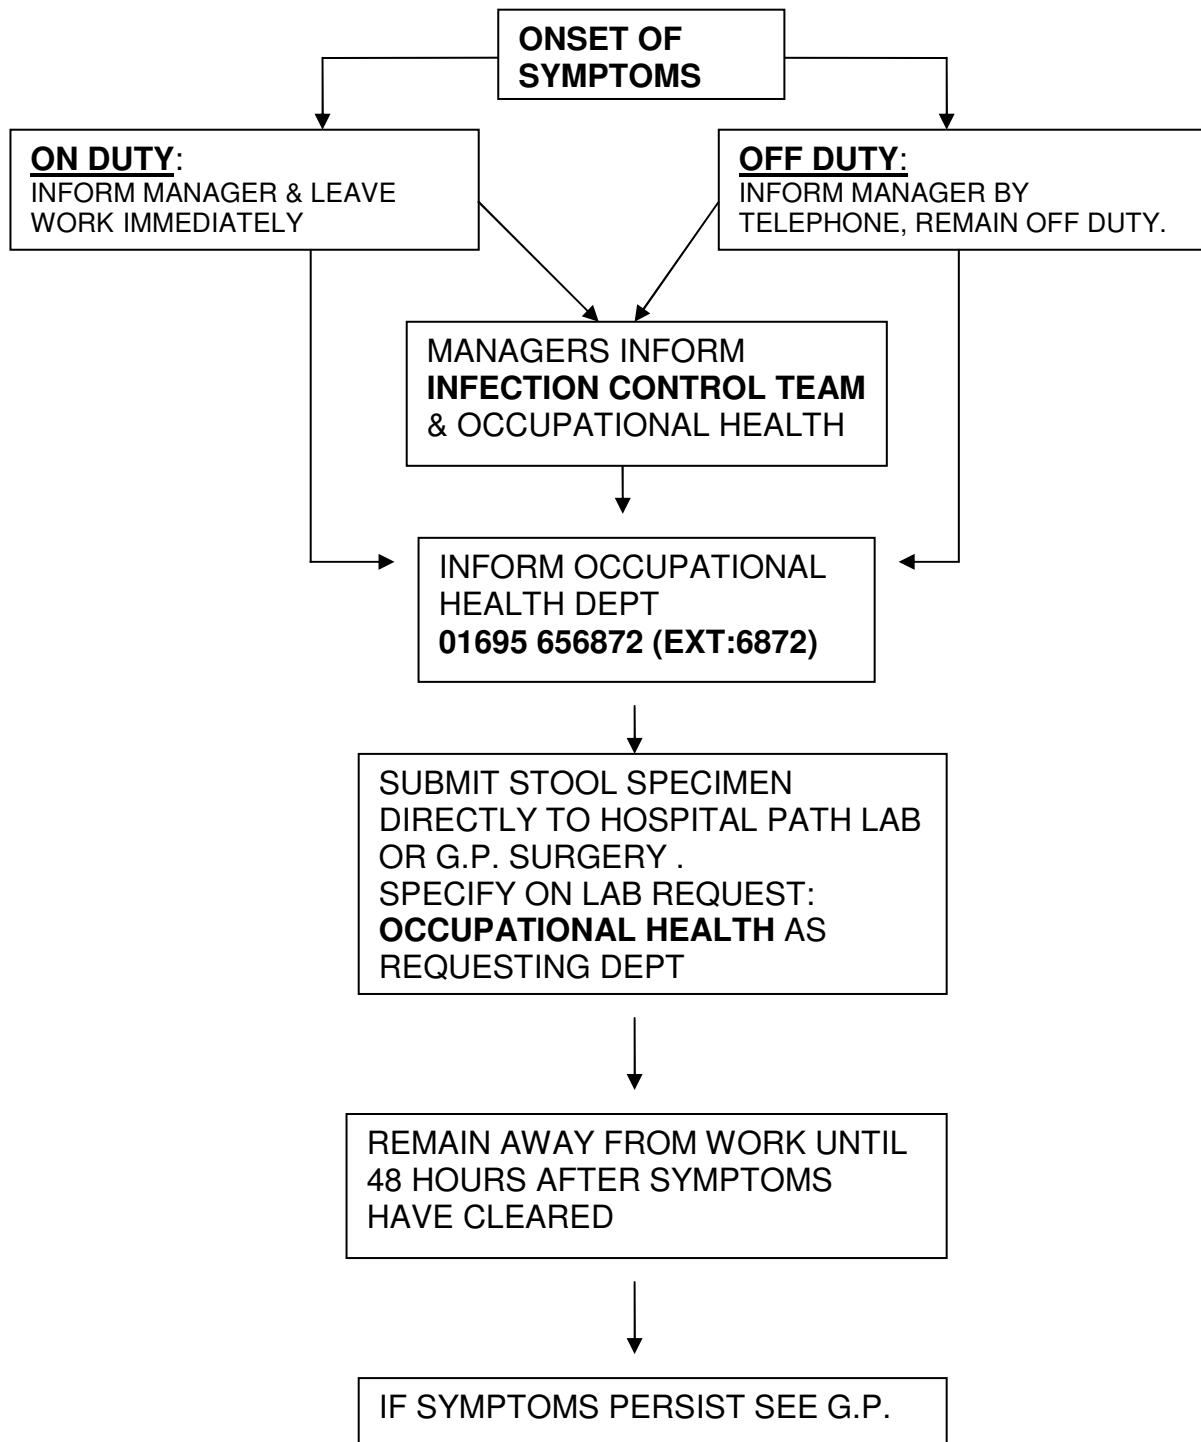 ONSET OF
SYMPTOMS
ON DUTY:
INFORM MANAGER & LEAVE
WORK IMMEDIATELY
OFF DUTY:
INFORM MANAGER BY
TELEPHONE, REMAIN OFF DUTY.
MANAGERS INFORM
INFECTION CONTROL TEAM
& OCCUPATIONAL HEALTH
INFORM OCCUPATIONAL
HEALTH DEPT
01695 656872 (EXT:6872)
SUBMIT STOOL SPECIMEN
DIRECTLY TO HOSPITAL PATH LAB
OR G.P. SURGERY .
SPECIFY ON LAB REQUEST:
OCCUPATIONAL HEALTH AS
REQUESTING DEPT
REMAIN AWAY FROM WORK UNTIL
48 HOURS AFTER SYMPTOMS
HAVE CLEARED
IF SYMPTOMS PERSIST SEE G.P.